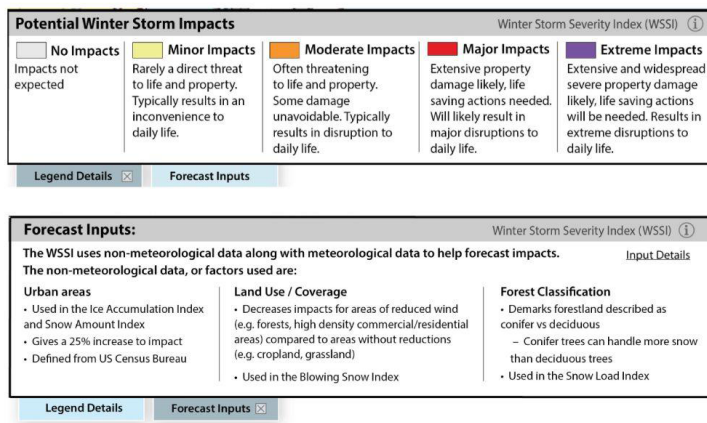 Potential Winter Storm Impacts
Winter Storm Severity Index (WSSI) i
No Impacts
Impacts not
expected
Minor Impacts
Rarely a direct threat
to life and property.
Typically results in an
inconvenience to
daily life.
Moderate Impacts
Often threatening
to life and property.
Some damage
unavoidable. Typically
results in disruption to
daily life.
Major Impacts
Extensive property
damage likely, life
saving actions needed.
Will likely result in
major disruptions to
daily life.
Extreme Impacts
Extensive and widespread
severe property damage
likely, life saving actions
will be needed. Results in
extreme disruptions to
daily life.
Legend Details
Forecast Inputs
Forecast Inputs:
Winter Storm Severity Index (WSSI) i
The WSSI uses non-meteorological data along with meteorological data to help forecast impacts.
Input Details
The non-meteorological data, or factors used are:
Urban areas
• Used in the Ice Accumulation Index
and Snow Amount Index
• Gives a 25% increase to impact
• Defined from US Census Bureau
Land Use / Coverage
• Decreases impacts for areas of reduced wind
(e.g. forests, high density commercial/residential
areas) compared to areas without reductions
(e.g. cropland, grassland)
• Used in the Blowing Snow Index
Forest Classification
• Demarks forestland described as
conifer vs deciduous
– Conifer trees can handle more snow
than deciduous trees
• Used in the Snow Load Index
Legend Details
Forecast Inputs